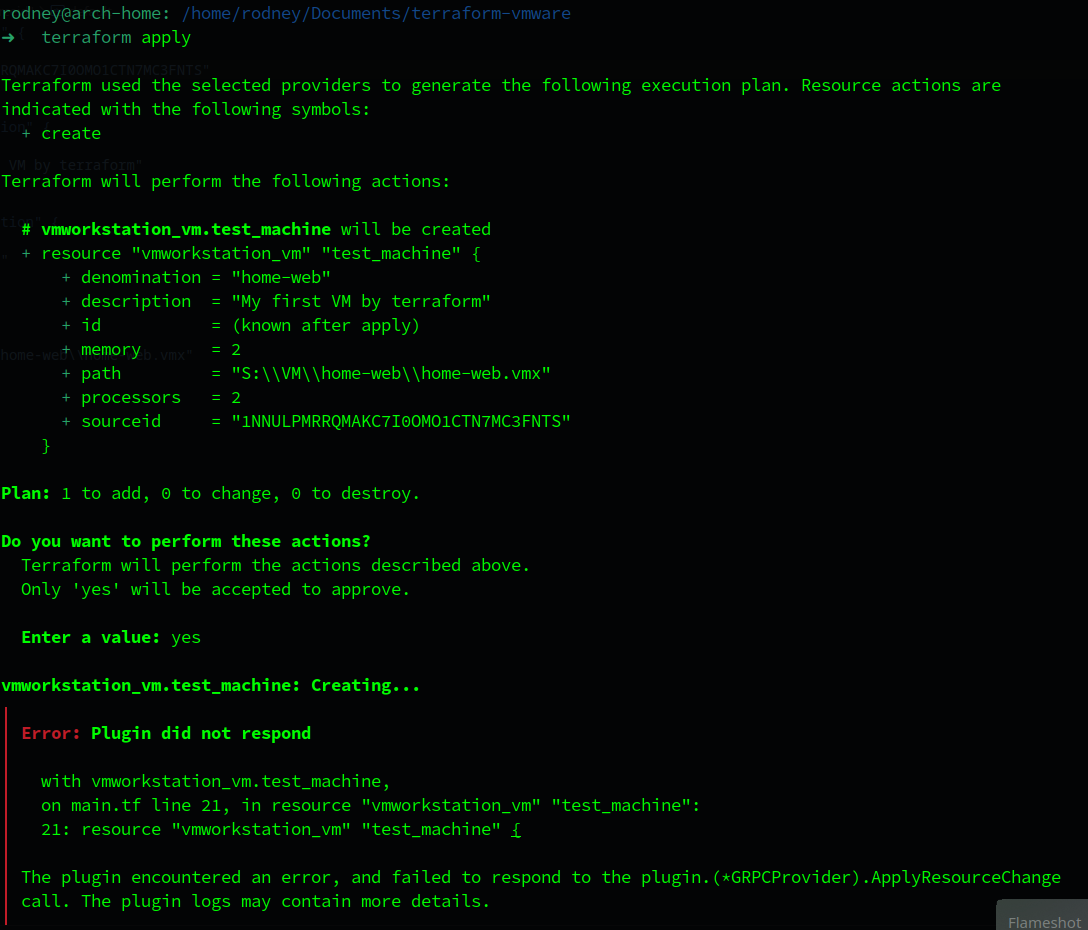 rodney@arch-home: /home/rodney/Documents/terraform-vmware
→ terraform apply
Terraform used the selected providers to generate the following execution plan. Resource actions are
indicated with the following symbols:
+ create
VM by terraform"
Terraform will perform the following actions:
# vmworkstation_vm.test_machine will be created
+ resource "vmworkstation_vm" "test_machine" {
+ denomination = "home-web"
+ description = "My first VM by terraform"
+ id = (known after apply)
+ memory = 2
+ path = "S:\\VM\\home-web\\home-web.vmx"
+ processors = 2
+ sourceid = "1NNULPMRRQMAKC7I0OMO1CTN7MC3FNTS"
}
Plan: 1 to add, 0 to change, 0 to destroy.
Do you want to perform these actions?
Terraform will perform the actions described above.
Only 'yes' will be accepted to approve.
Enter a value: yes
vmworkstation_vm.test_machine: Creating...
Error: Plugin did not respond
with vmworkstation_vm.test_machine,
on main.tf line 21, in resource "vmworkstation_vm" "test_machine":
21: resource "vmworkstation_vm" "test_machine" {
The plugin encountered an error, and failed to respond to the plugin.(*GRPCProvider).ApplyResourceChange
call. The plugin logs may contain more details.
Flameshot